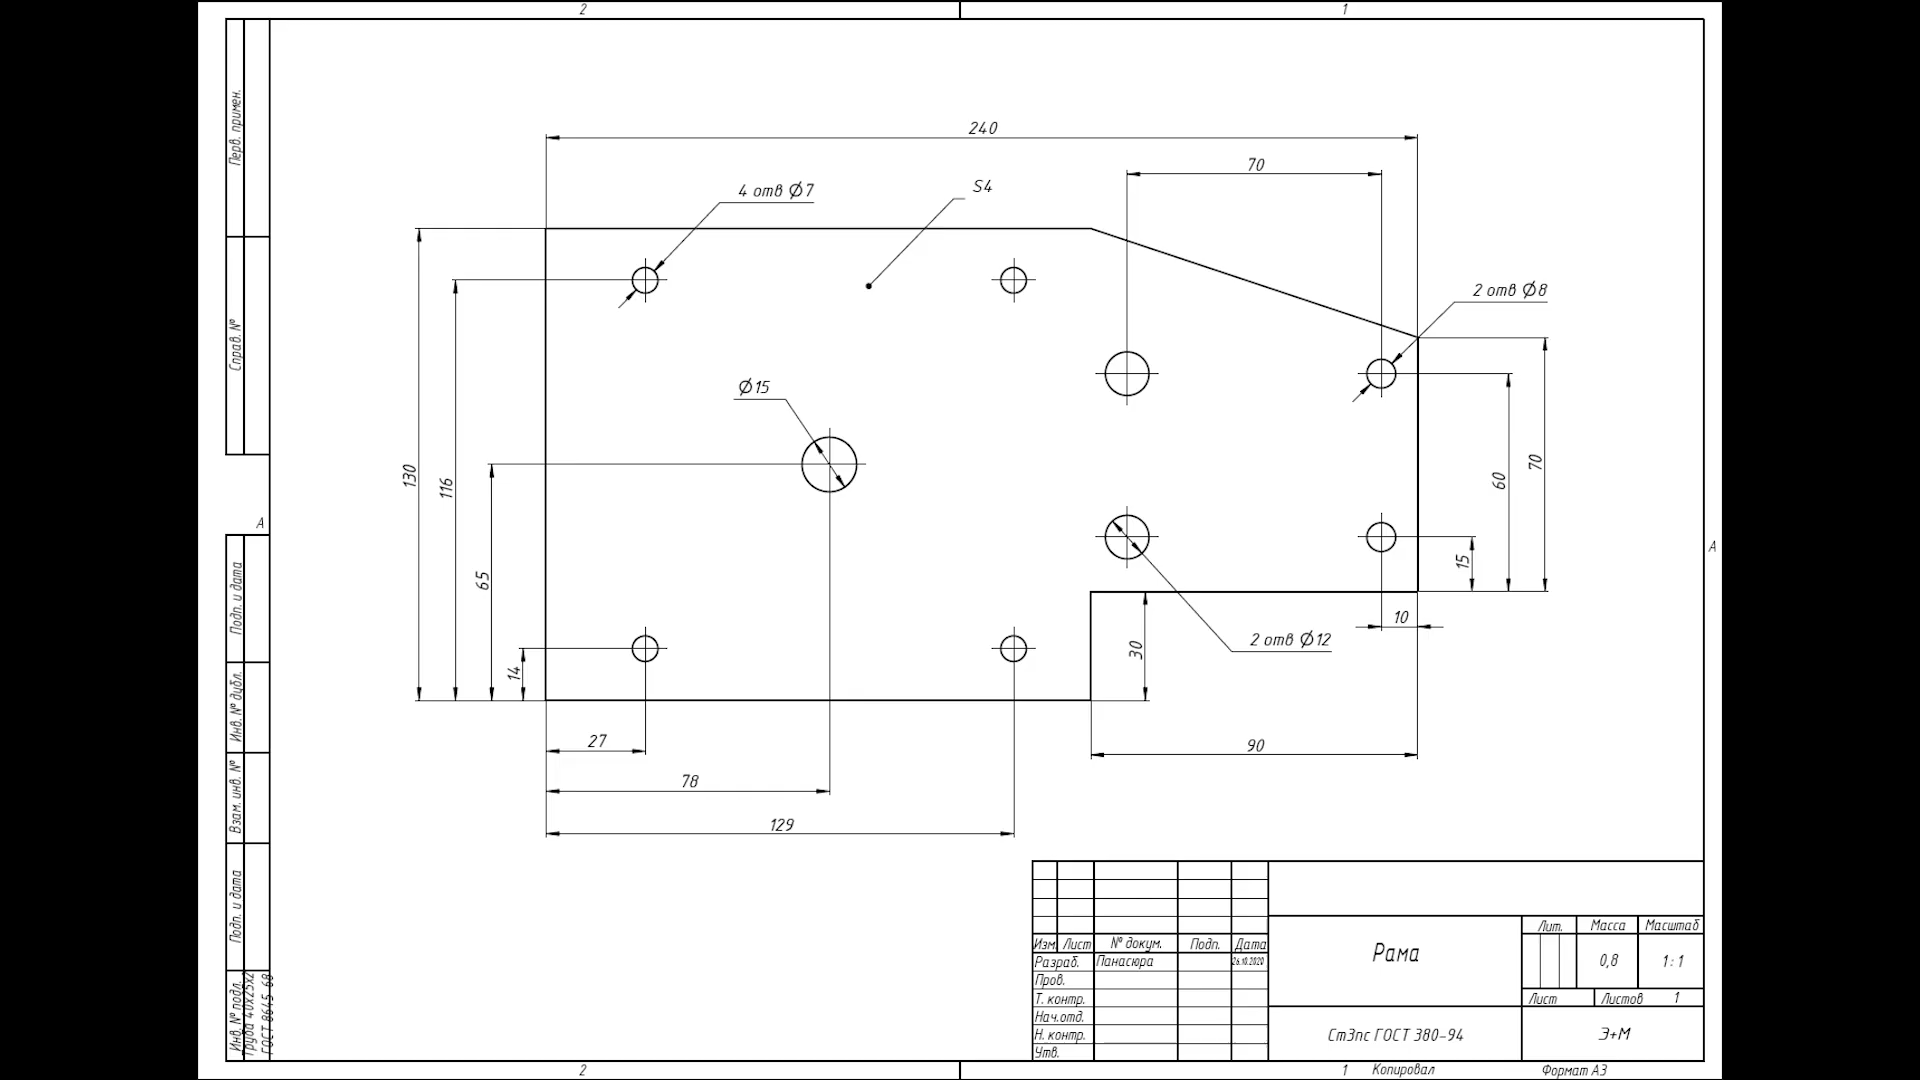 2
1
Перв. примен.
Справ. №
А
Подп. и дата
Инв. № дубл.
Взам. инв. №
Подп. и дата
Инв. № подл.
Труба 40х25х2
ГОСТ 8645-68
240
70
4 отв Ø7
S4
2 отв Ø8
Ø15
130
116
65
14
60
70
15
10
30
2 отв Ø12
27
78
129
90
А
Изм. Лист № докум. Подп. Дата
Разраб. Панасюра 26.10.2020
Пров.
Т. контр.
Нач.отд.
Н. контр.
Утв.
Рама
Лит. Масса Масштаб
0,8 1:1
Лист Листов 1
Ст3пс ГОСТ 380-94
Э+М
2
1
Копировал
Формат А3